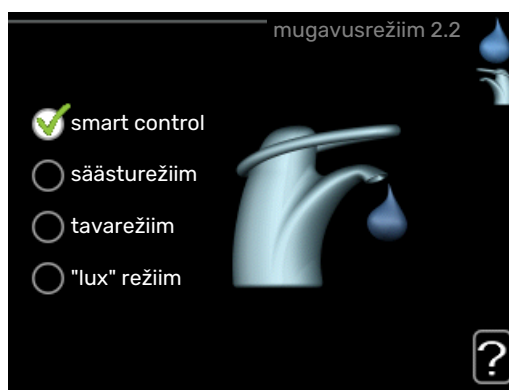 mugavusrežiim 2.2
smart control
säästurežiim
tavarežiim
"lux" režiim
?